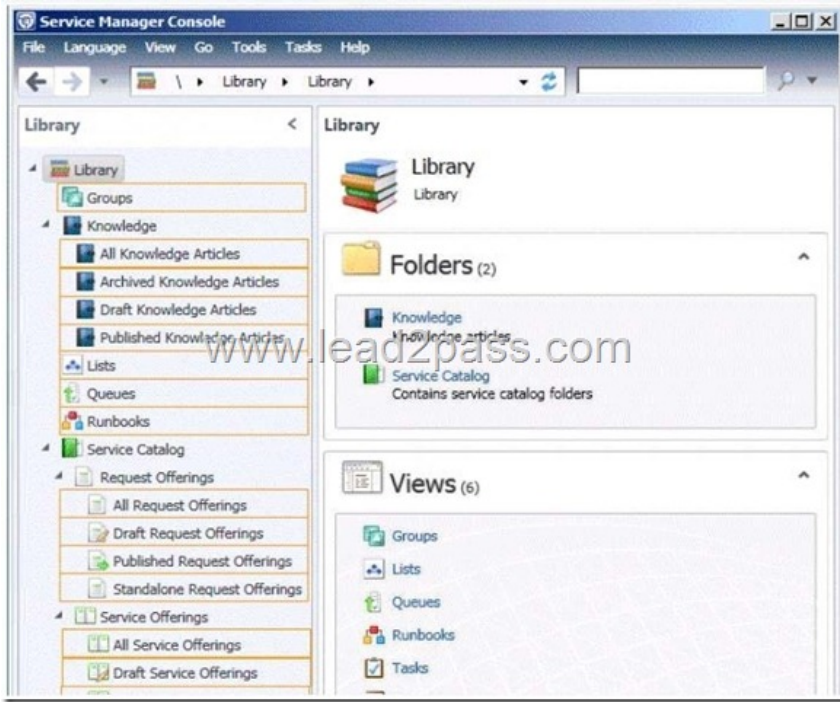 Service Manager Console
File Language View Go Tools Tasks Help
\ Library Library
Library
Library
Groups
Knowledge
All Knowledge Articles
Archived Knowledge Articles
Draft Knowledge Articles
Published Knowledge Articles
Lists
Queues
Runbooks
Service Catalog
Request Offerings
All Request Offerings
Draft Request Offerings
Published Request Offerings
Standalone Request Offerings
Service Offerings
All Service Offerings
Draft Service Offerings
Library
Library
Library
Folders (2)
Knowledge
Knowledge articles
Service Catalog
Contains service catalog folders
Views (6)
Groups
Lists
Queues
Runbooks
Tasks
www.lead2pass.com